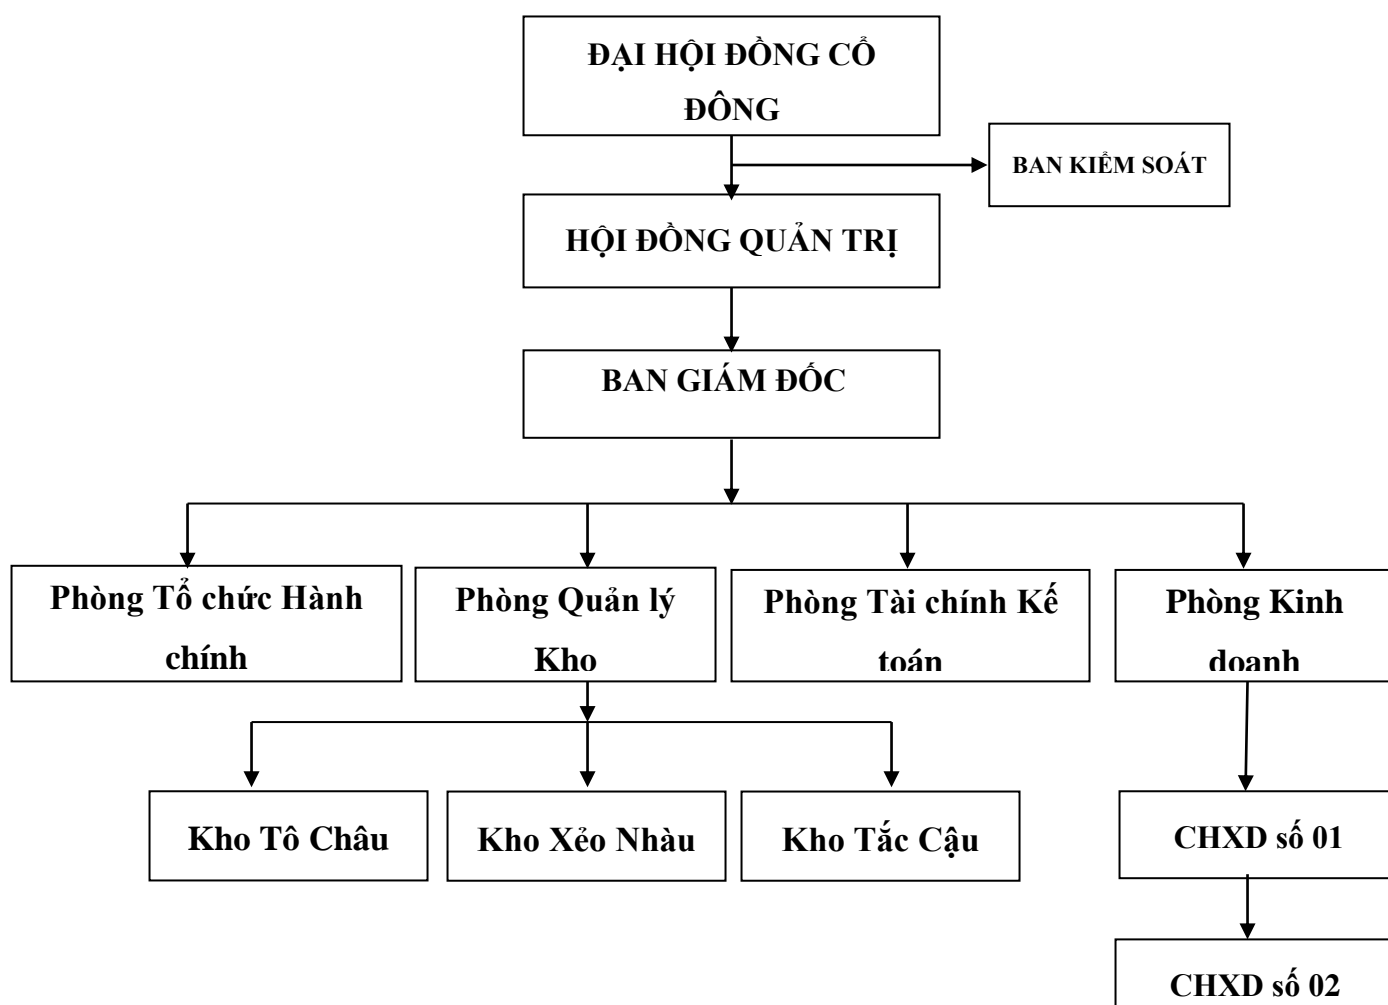 ĐẠI HỘI ĐỒNG CỔ
ĐÔNG
BAN KIỂM SOÁT
HỘI ĐỒNG QUẢN TRỊ
BAN GIÁM ĐỐC
Phòng Tổ chức Hành
chính
Phòng Quản lý
Kho
Phòng Tài chính Kế
toán
Phòng Kinh
doanh
Kho Tô Châu
Kho Xẻo Nhàu
Kho Tắc Cậu
CHXD số 01
CHXD số 02